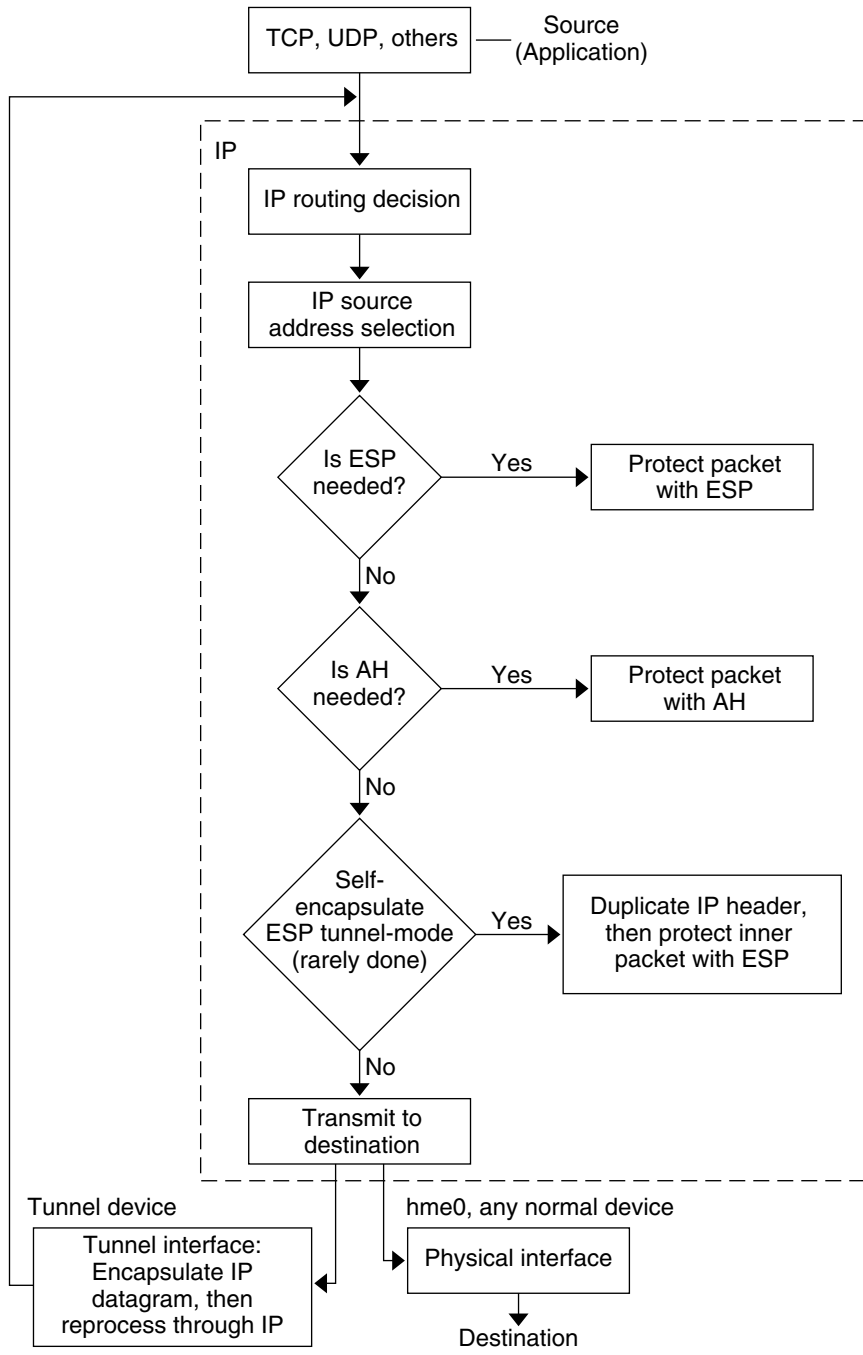 TCP, UDP, others
Source
(Application)
IP
IP routing decision
IP source
address selection
Is ESP
needed?
Yes
Protect packet
with ESP
No
Is AH
needed?
Yes
Protect packet
with AH
No
Self-
encapsulate
ESP tunnel-mode
(rarely done)
Yes
Duplicate IP header,
then protect inner
packet with ESP
No
Transmit to
destination
Tunnel device
Tunnel interface:
Encapsulate IP
datagram, then
reprocess through IP
hme0, any normal device
Physical interface
Destination